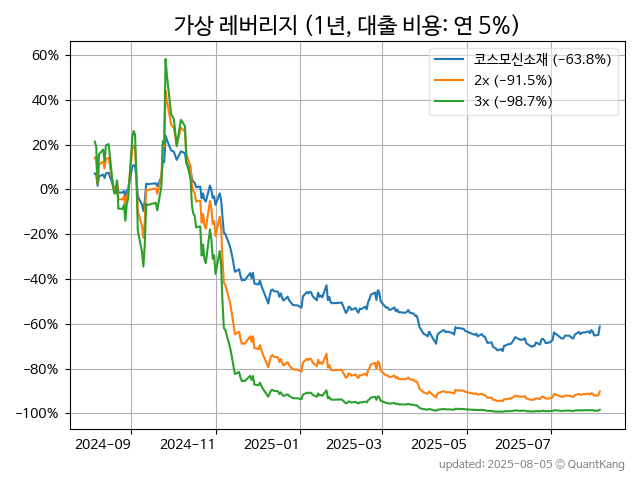 가상 레버리지 (1년, 대출 비용: 연 5%)
코스모신소재 (-63.8%)
2x (-91.5%)
3x (-98.7%)
60%
40%
20%
0%
-20%
-40%
-60%
-80%
-100%
2024-09 2024-11 2025-01 2025-03 2025-05 2025-07
updated: 2025-08-05 © QuantKang